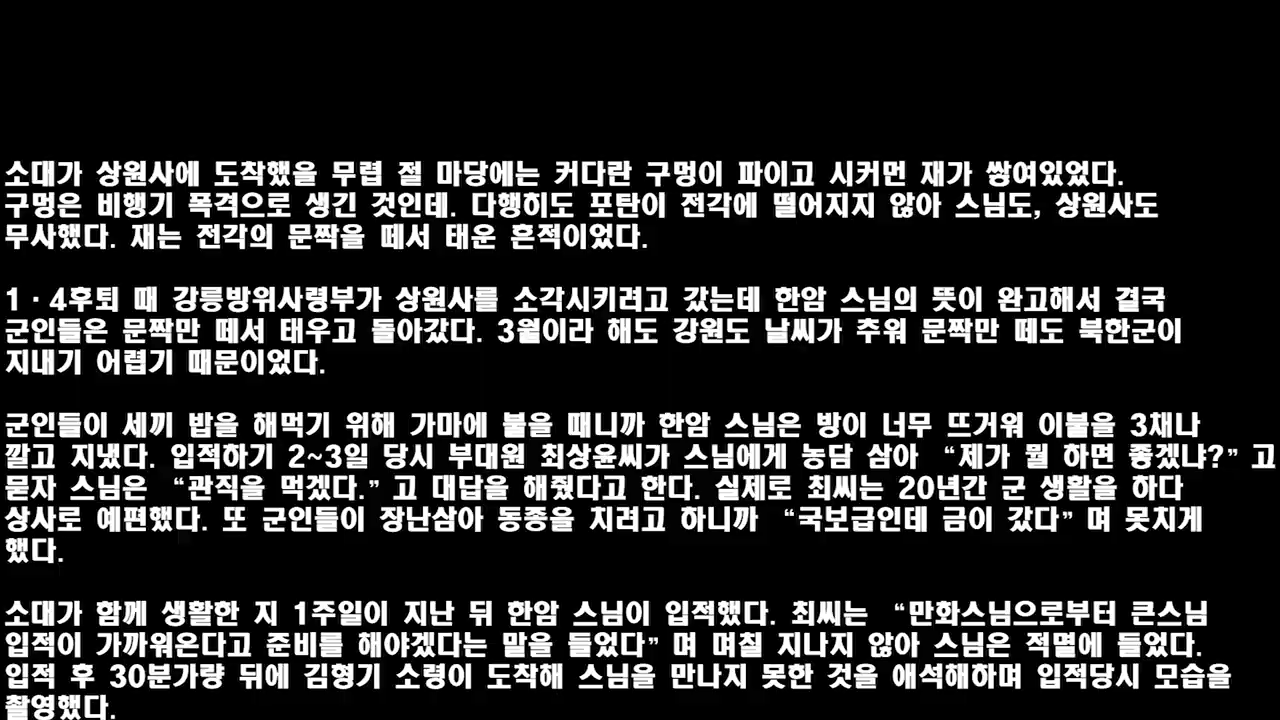 소대가 상원사에 도착했을 무렵 절 마당에는 커다란 구멍이 파이고 시커먼 재가 쌓여있었다.
구멍은 비행기 폭격으로 생긴 것인데. 다행히도 포탄이 전각에 떨어지지 않아 스님도, 상원사도
무사했다. 재는 전각의 문짝을 떼서 태운 흔적이었다.
1·4후퇴 때 강릉방위사령부가 상원사를 소각시키려고 갔는데 한암 스님의 뜻이 완고해서 결국
군인들은 문짝만 떼서 태우고 돌아갔다. 3월이라 해도 강원도 날씨가 추워 문짝만 떼도 북한군이
지내기 어렵기 때문이었다.
군인들이 세끼 밥을 해먹기 위해 가마에 불을 때니까 한암 스님은 방이 너무 뜨거워 이불을 3채나
깔고 지냈다. 입적하기 2~3일 당시 부대원 최상윤씨가 스님에게 농담 삼아 “제가 뭘 하면 좋겠냐?”고
묻자 스님은 “관직을 먹겠다.”고 대답을 해줬다고 한다. 실제로 최씨는 20년간 군 생활을 하다
상사로 예편했다. 또 군인들이 장난삼아 동종을 치려고 하니까 “국보급인데 금이 갔다”며 못치게
했다.
소대가 함께 생활한 지 1주일이 지난 뒤 한암 스님이 입적했다. 최씨는 “만화스님으로부터 큰스님
입적이 가까워온다고 준비를 해야겠다는 말을 들었다”며 며칠 지나지 않아 스님은 적멸에 들었다.
입적 후 30분가량 뒤에 김형기 소령이 도착해 스님을 만나지 못한 것을 애석해하며 입적당시 모습을
촬영했다.